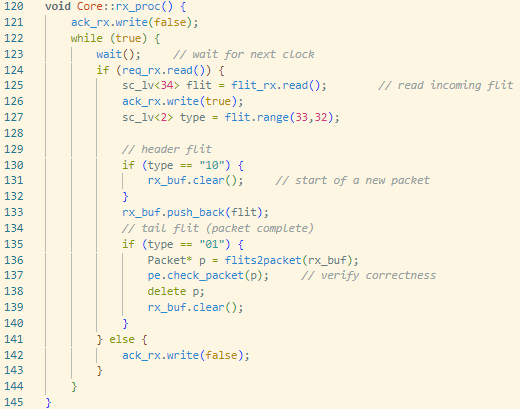 120 void Core::rx_proc() {
121     ack_rx.write(false);
122     while (true) {
123         wait();     // wait for next clock
124         if (req_rx.read()) {
125             sc_lv<34> flit = flit_rx.read();        // read incoming flit
126             ack_rx.write(true);
127             sc_lv<2> type = flit.range(33,32);
128
129             // header flit
130             if (type == "10") {
131                 rx_buf.clear();     // start of a new packet
132             }
133             rx_buf.push_back(flit);
134             // tail flit (packet complete)
135             if (type == "01") {
136                 Packet* p = flits2packet(rx_buf);
137                 pe.check_packet(p);     // verify correctness
138                 delete p;
139                 rx_buf.clear();
140             }
141         } else {
142             ack_rx.write(false);
143         }
144     }
145 }